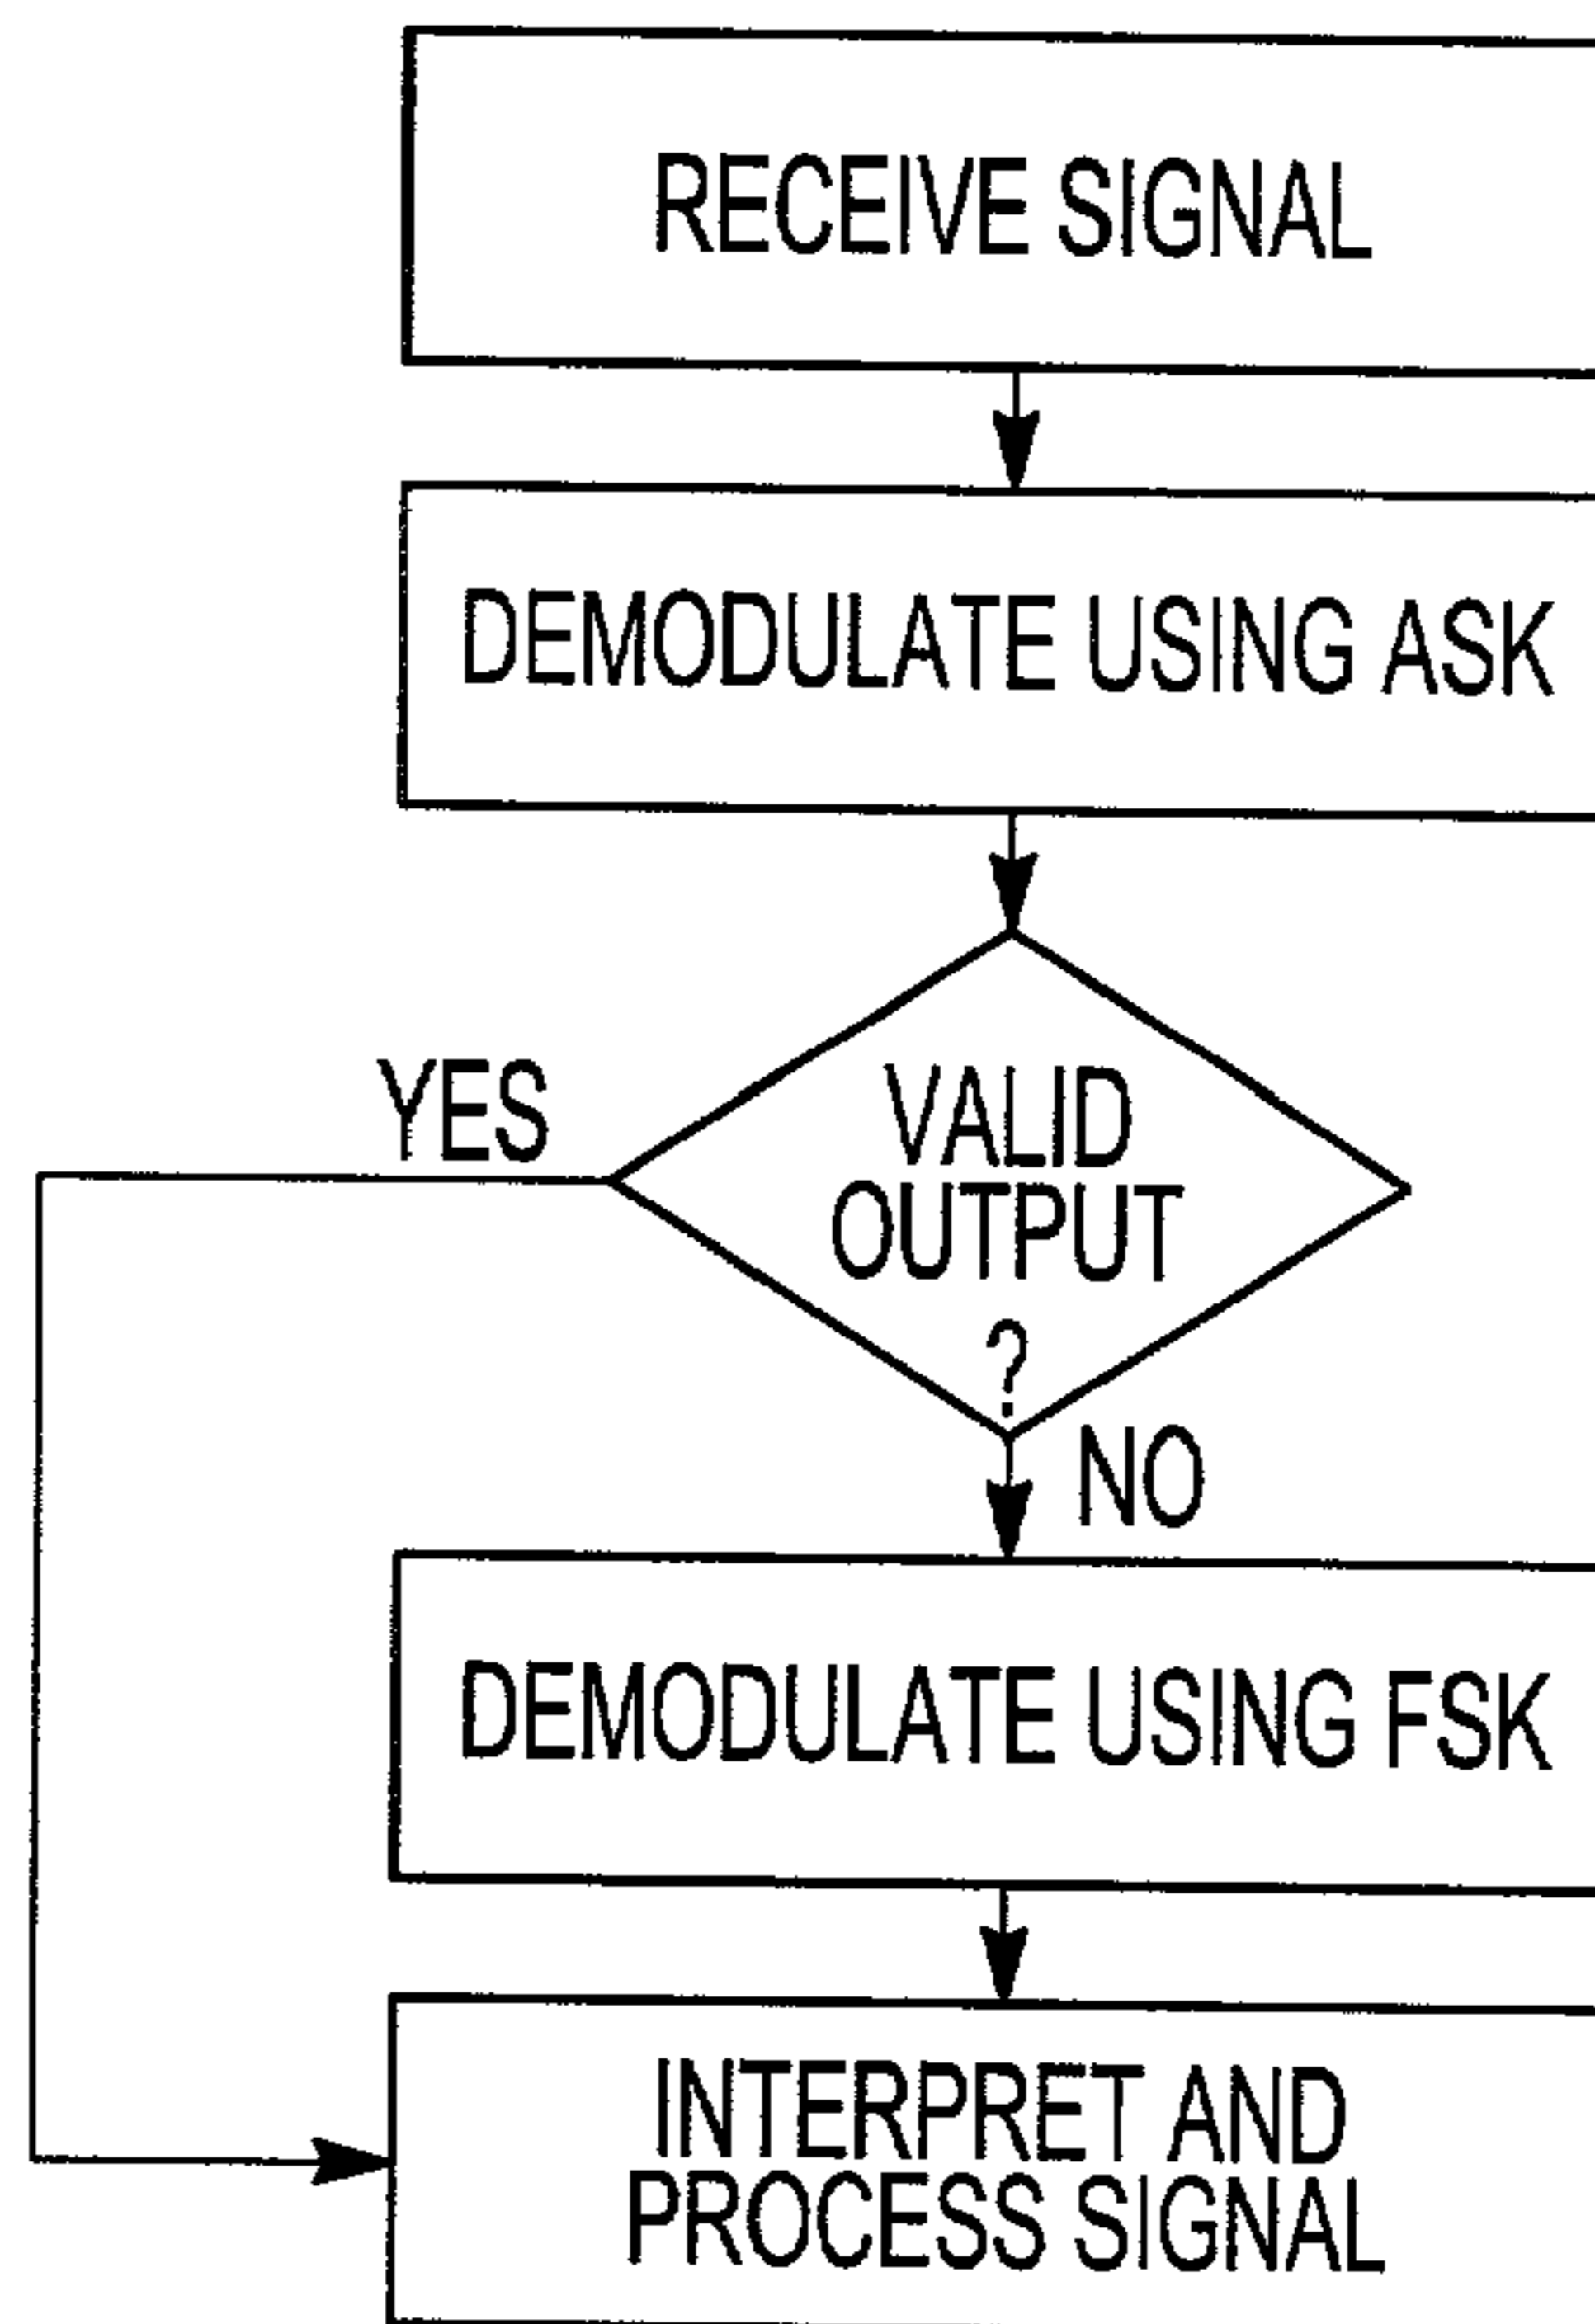 RECEIVE SIGNAL
DEMODULATE USING ASK
YES
VALID
OUTPUT
?
NO
DEMODULATE USING FSK
INTERPRET AND
PROCESS SIGNAL